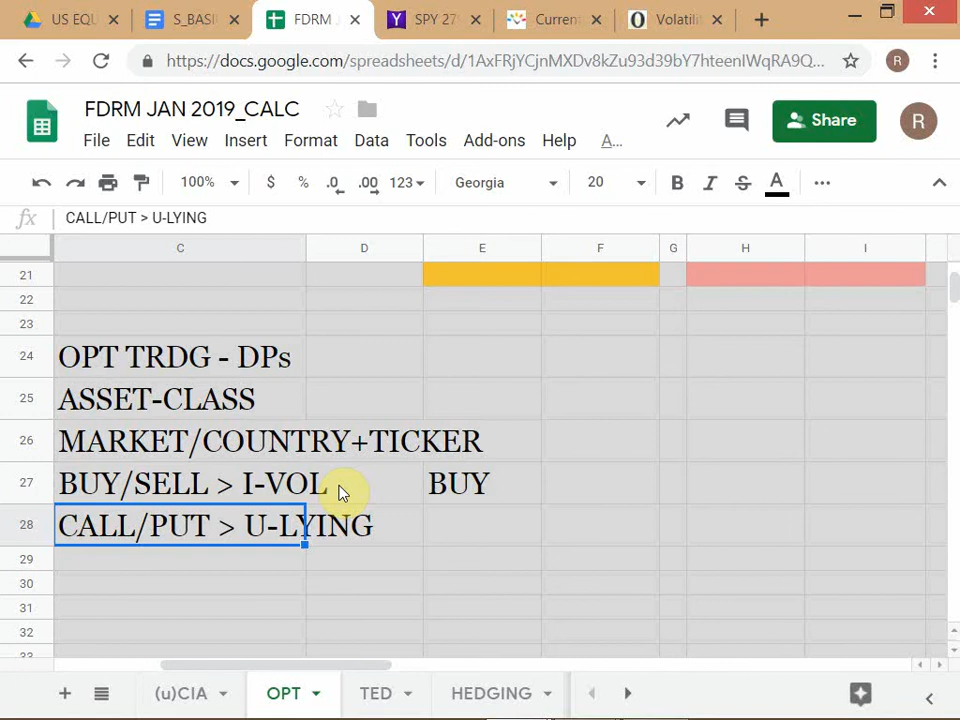 US EQU
S_BASI
FDRM J
SPY 27
Current
Volatili
https://docs.google.com/spreadsheets/d/1AxFRjYCjnMXDv8kZu93d39bY7hteenIWqRA9Q...
R
FDRM JAN 2019_CALC
File Edit View Insert Format Data Tools Add-ons Help A...
Share
R
100% $ % .0 .00 123 Georgia 20 B I S A
fx CALL/PUT > U-LYING
C D E F G H I
21
22
23
24 OPT TRDG - DPs
25 ASSET-CLASS
26 MARKET/COUNTRY+TICKER
27 BUY/SELL > I-VOL BUY
28 CALL/PUT > U-LYING
29
30
31
32
33
(u)CIA OPT TED HEDGING